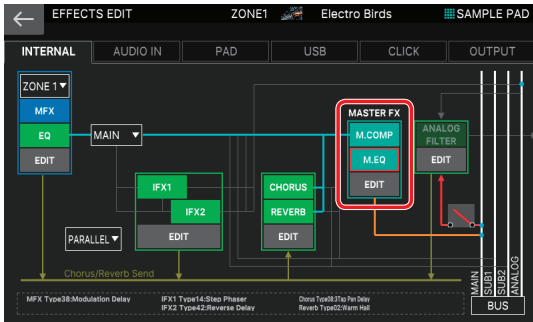 EFFECTS EDIT
ZONE1
Electro Birds
SAMPLE PAD
INTERNAL
AUDIO IN
PAD
USB
CLICK
OUTPUT
ZONE 1▼
MFX
EQ
EDIT
MAIN ▼
IFX1
IFX2
EDIT
PARALLEL▼
CHORUS
REVERB
EDIT
MASTER FX
M.COMP
M.EQ
EDIT
ANALOG
FILTER
EDIT
MAIN
SUB1
SUB2
ANALOG
BUS
Chorus/Reverb Send
MFX Type38:Modulation Delay
IFX1 Type14:Step Phaser
IFX2 Type42:Reverse Delay
Chorus Type08:3Tap Pan Delay
Reverb Type02:Warm Hall